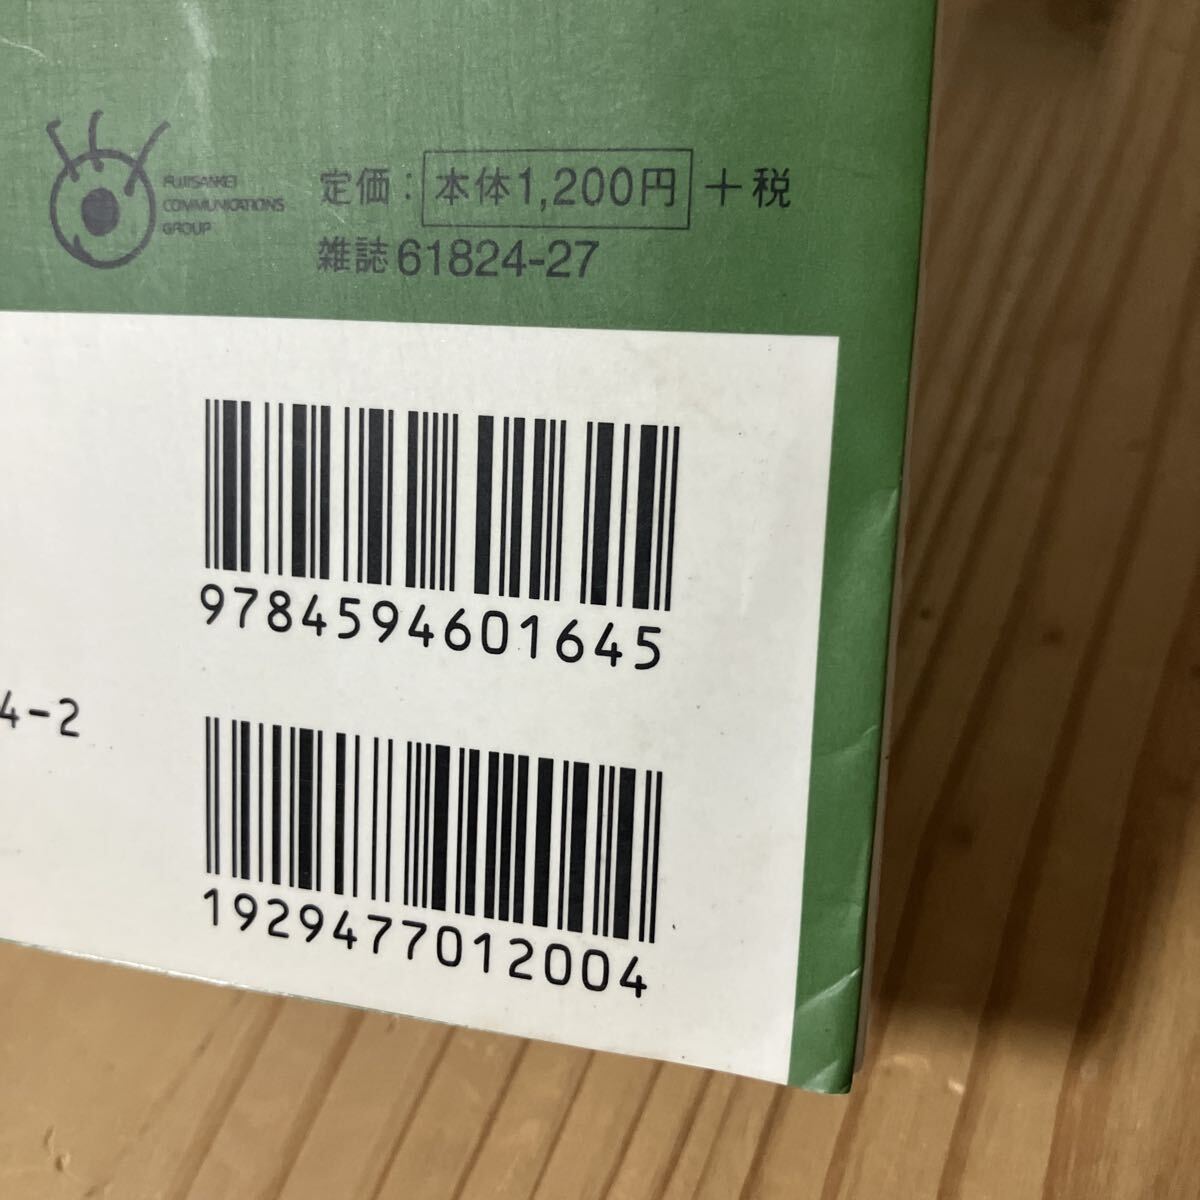 FUJISANKEI
COMMUNICATIONS
GROUP
定価：本体1,200円＋税
雑誌61824-27
9784594601645
4-2
1929477012004